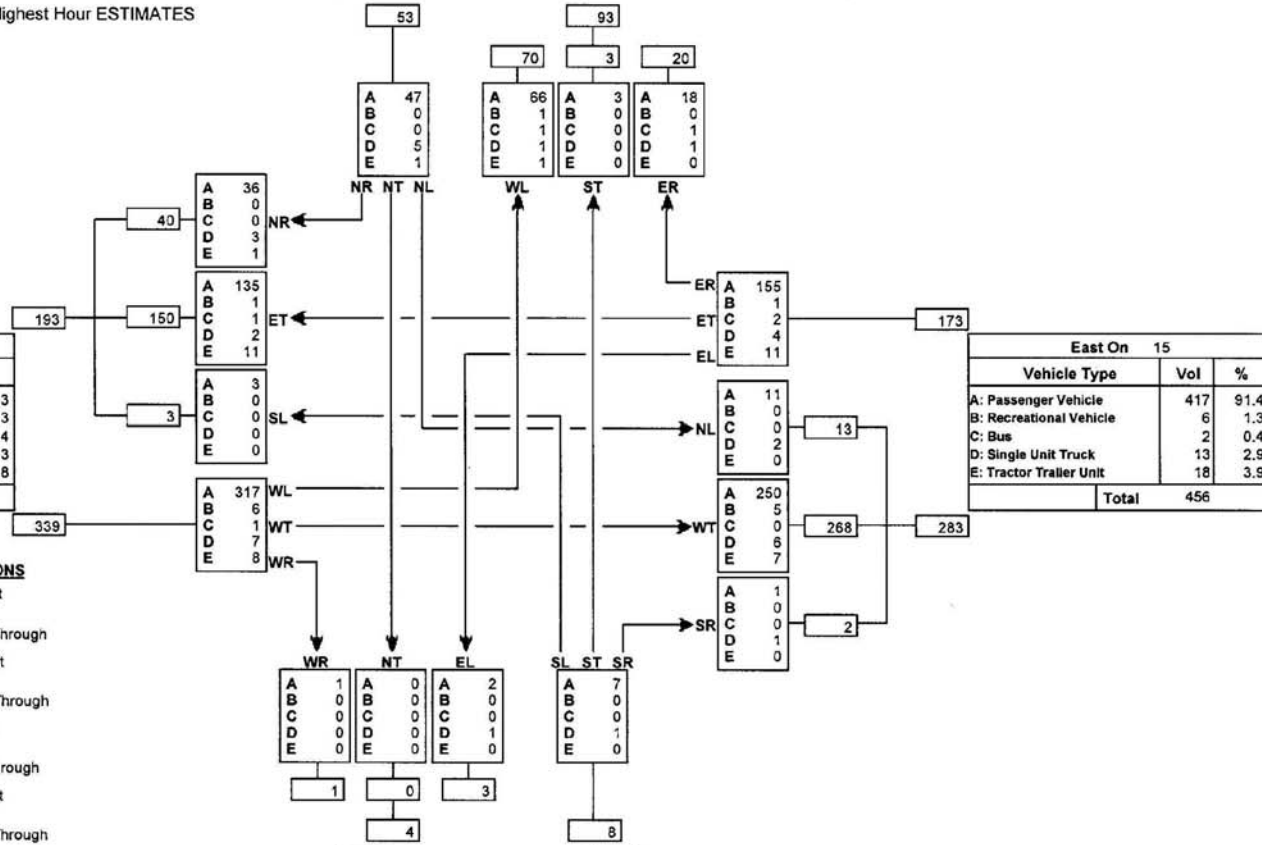 Highest Hour ESTIMATES
53
93
70
3
20
A 47
B 0
C 0
D 5
E 1
A 66
B 1
C 1
D 1
E 1
A 3
B 0
C 0
D 0
E 0
A 18
B 0
C 1
D 1
E 0
NR NT NL
WL
ST
ER
40
A 36
B 0
C 0
D 3
E 1
NR
193
150
A 135
B 1
C 1
D 2
E 11
ET
3
A 3
B 0
C 0
D 0
E 0
SL
339
A 317
B 6
C 1
D 7
E 8
WL
WT
WR
ER
ET
EL
A 155
B 1
C 2
D 4
E 11
173
NL
A 11
B 0
C 0
D 2
E 0
13
WT
A 250
B 5
C 0
D 6
E 7
268
283
SR
A 1
B 0
C 0
D 1
E 0
2
East On 15
Vehicle Type Vol %
A: Passenger Vehicle 417 91.4
B: Recreational Vehicle 6 1.3
C: Bus 2 0.4
D: Single Unit Truck 13 2.9
E: Tractor Trailer Unit 18 3.9
Total 456
3
3
4
3
8
ONS
t
hrough
t
Through
rough
t
Through
WR
NT
EL
SL ST SR
A 1
B 0
C 0
D 0
E 0
A 0
B 0
C 0
D 0
E 0
A 2
B 0
C 0
D 1
E 0
A 7
B 0
C 0
D 1
E 0
1
0
3
4
8